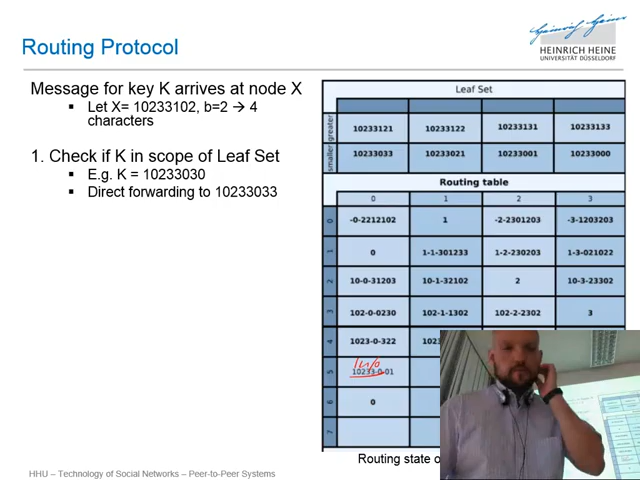 Routing Protocol
HEINRICH HEINE
UNIVERSITÄT DÜSSELDORF
Message for key K arrives at node X
▪ Let X= 10233102, b=2 → 4
characters
1. Check if K in scope of Leaf Set
▪ E.g. K = 10233030
▪ Direct forwarding to 10233033
Leaf Set
greater 10233121 10233122 10233131 10233133
smaller 10233033 10233021 10233001 10233000
Routing table
0 1 2 3
0 -0-2212102 1 -2-2301203 -3-1203203
1 0 1-1-301233 1-2-230203 1-3-021022
2 10-0-31203 10-1-32102 2 10-3-23302
3 102-0-0230 102-1-1302 102-2-2302 3
4 1023-0-322
5 10233-0-01
6 0
7
Routing state o
HHU – Technology of Social Networks – Peer-to-Peer Systems